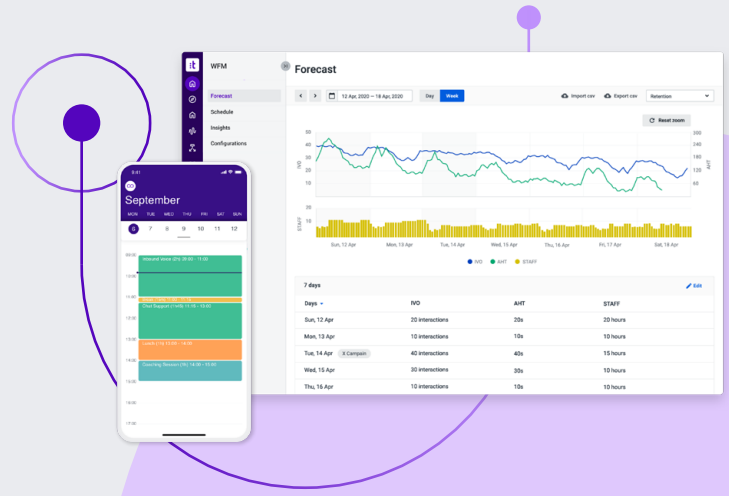 it
WFM
Forecast
Schedule
Insights
Configurations
Forecast
12 Apr, 2020 – 18 Apr, 2020
Day
Week
Import csv
Export csv
Retention
Reset zoom
50
40
30
20
10
IVO
300
240
180
120
60
AHT
20
10
STAFF
Sun, 12 Apr
Mon, 13 Apr
Tue, 14 Apr
Wed, 15 Apr
Thu, 16 Apr
Fri, 17 Apr
Sat, 18 Apr
IVO
AHT
STAFF
7 days
Edit
Days IVO AHT STAFF
Sun, 12 Apr 20 interactions 20s 20 hours
Mon, 13 Apr 10 interactions 10s 10 hours
Tue, 14 Apr 8 Campain 40 interactions 40s 15 hours
Wed, 15 Apr 30 interactions 30s 10 hours
Thu, 16 Apr 10 interactions 10s 10 hours
September
MON TUE WED THU FRI SAT SUN
6 7 8 9 10 11 12